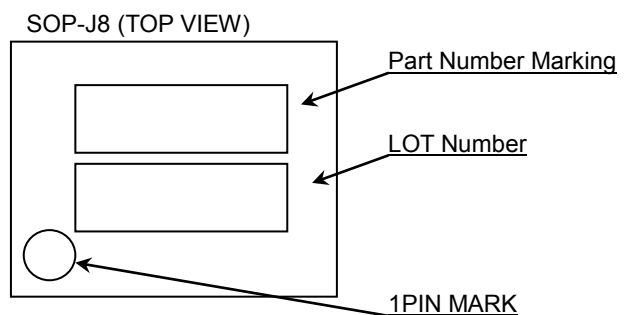 SOP-J8 (TOP VIEW)
Part Number Marking
LOT Number
1PIN MARK